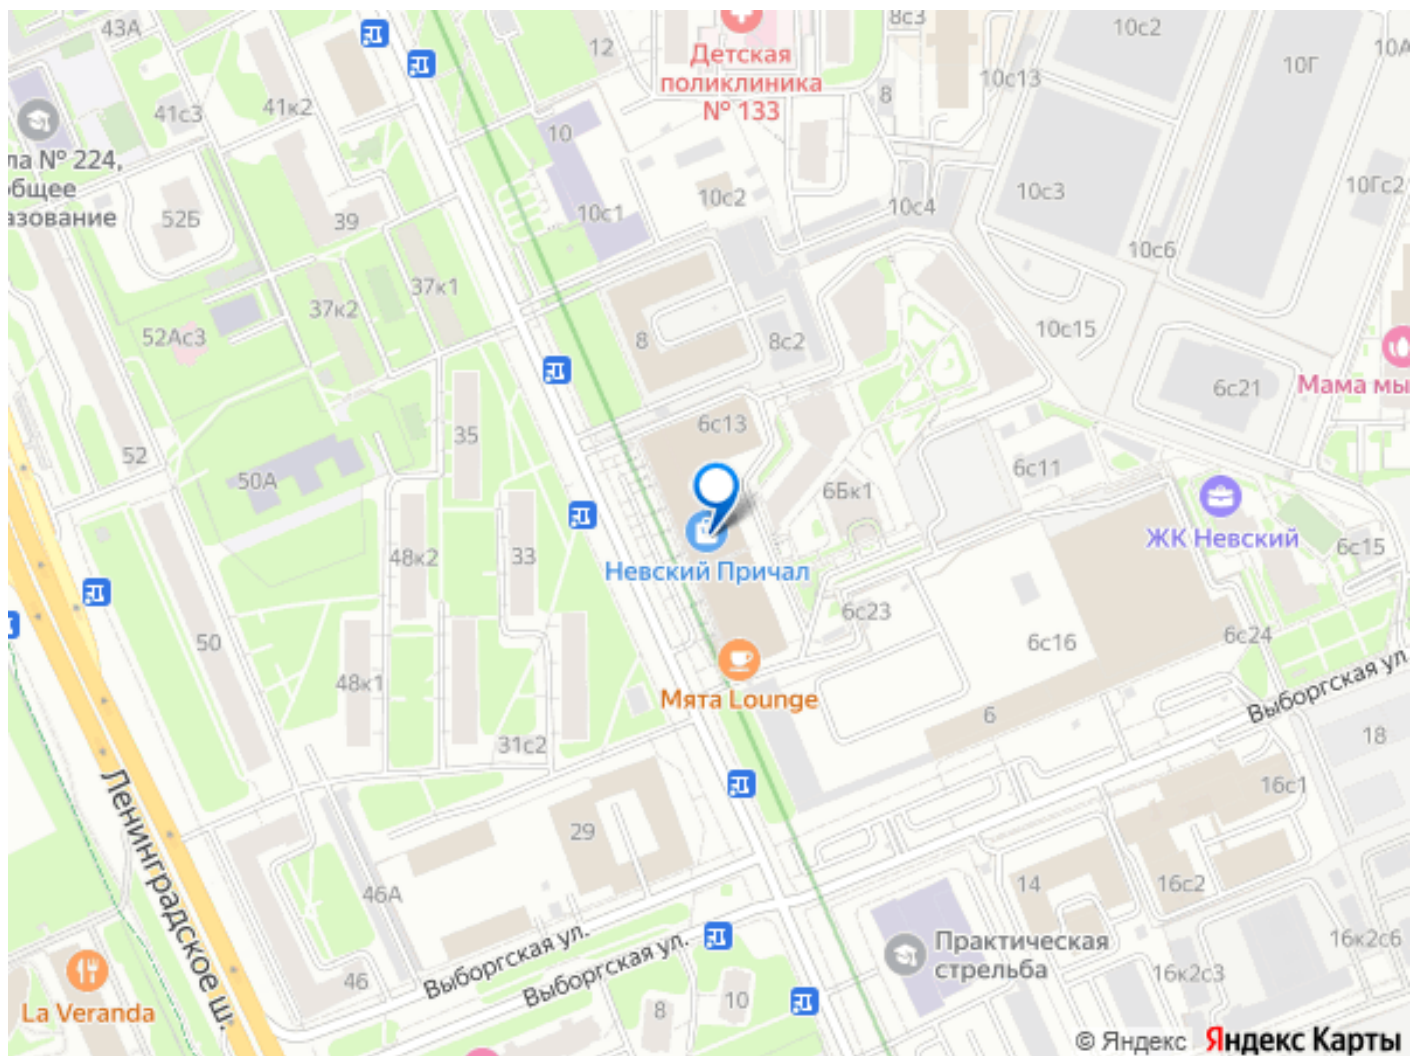 43А
12
8с3
10с2
10Г
10А
Детская
поликлиника
№ 133
10с13
8
41с3
41к2
10
ла № 224,
общее
азование
52Б
39
10с1
10с2
10с4
10с3
10Гс2
10с6
37к1
37к2
52Ас3
8
8с2
10с15
6с21
Мама мы
35
52
6с13
50А
6Бк1
6с11
ЖК Невский
6с15
48к2
33
Невский Причал
6с23
6с24
6с16
50
48к1
Мята Lounge
31с2
6
Выборгская ул.
18
16с1
Ленинградское ш.
29
46А
14
16с2
Выборгская ул.
Выборгская ул.
Практическая
стрельба
16к2с6
16к2с3
46
8
10
La Veranda
© Яндекс Яндекс Карты